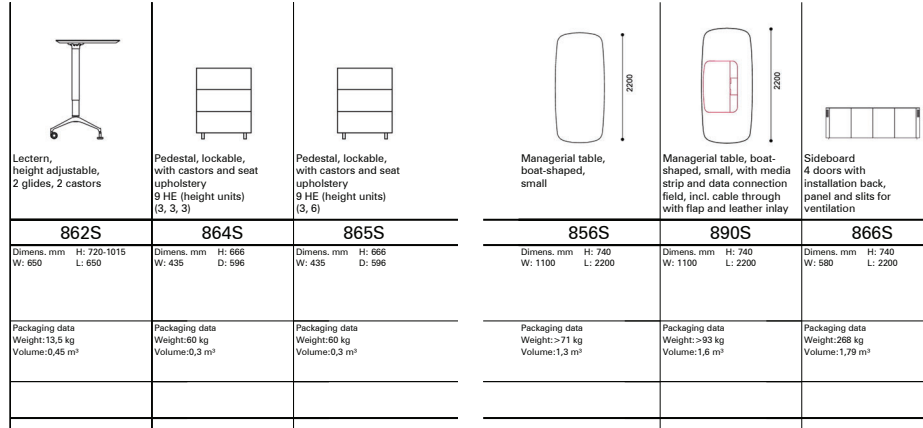 2200
2200
Lectern,
height adjustable,
2 glides, 2 castors
Pedestal, lockable,
with castors and seat
upholstery
9 HE (height units)
(3, 3, 3)
Pedestal, lockable,
with castors and seat
upholstery
9 HE (height units)
(3, 6)
Managerial table,
boat-shaped,
small
Managerial table, boat-
shaped, small, with media
strip and data connection
field, incl. cable through
with flap and leather inlay
Sideboard
4 doors with
installation back,
panel and slits for
ventilation
862S
864S
865S
856S
890S
866S
Dimens. mm H: 720-1015
W: 650 L: 650
Dimens. mm H: 666
W: 435 D: 596
Dimens. mm H: 666
W: 435 D: 596
Dimens. mm H: 740
W: 1100 L: 2200
Dimens. mm H: 740
W: 1100 L: 2200
Dimens. mm H: 740
W: 580 L: 2200
Packaging data
Weight:13,5 kg
Volume:0,45 m³
Packaging data
Weight:60 kg
Volume:0,3 m³
Packaging data
Weight:60 kg
Volume:0,3 m³
Packaging data
Weight:>71 kg
Volume:1,3 m³
Packaging data
Weight:>93 kg
Volume:1,6 m³
Packaging data
Weight:268 kg
Volume:1,79 m³